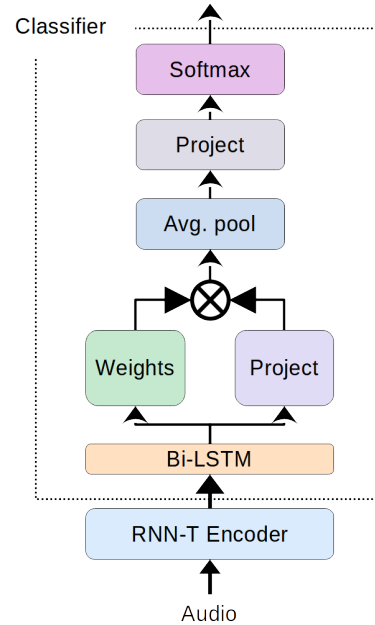 Classifier
Softmax
Project
Avg. pool
Weights
Project
Bi-LSTM
RNN-T Encoder
Audio